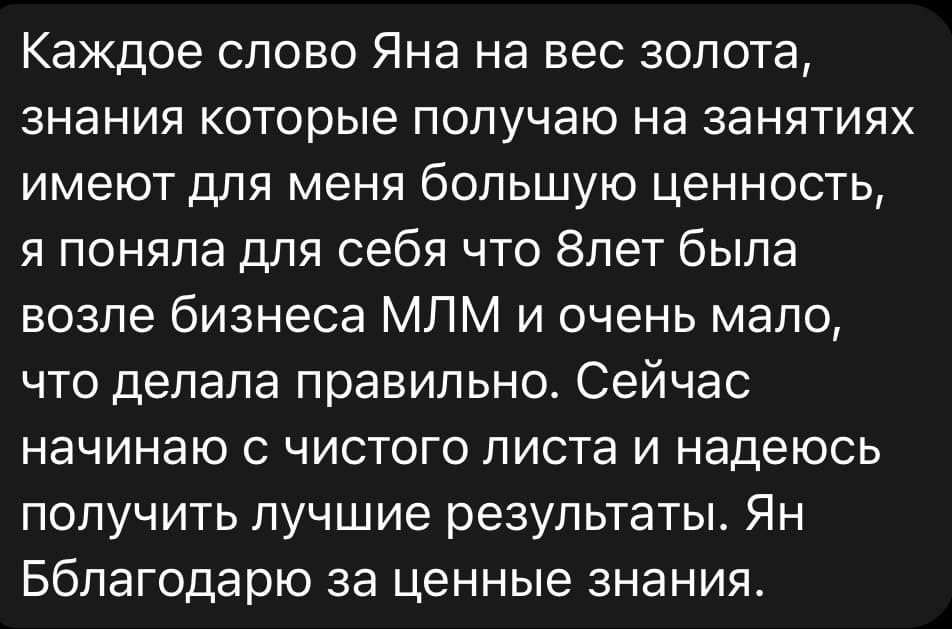 Каждое слово Яна на вес золота,
знания которые получаю на занятиях
имеют для меня большую ценность,
я поняла для себя что 8лет была
возле бизнеса МЛМ и очень мало,
что делала правильно. Сейчас
начинаю с чистого листа и надеюсь
получить лучшие результаты. Ян
Бблагодарю за ценные знания.